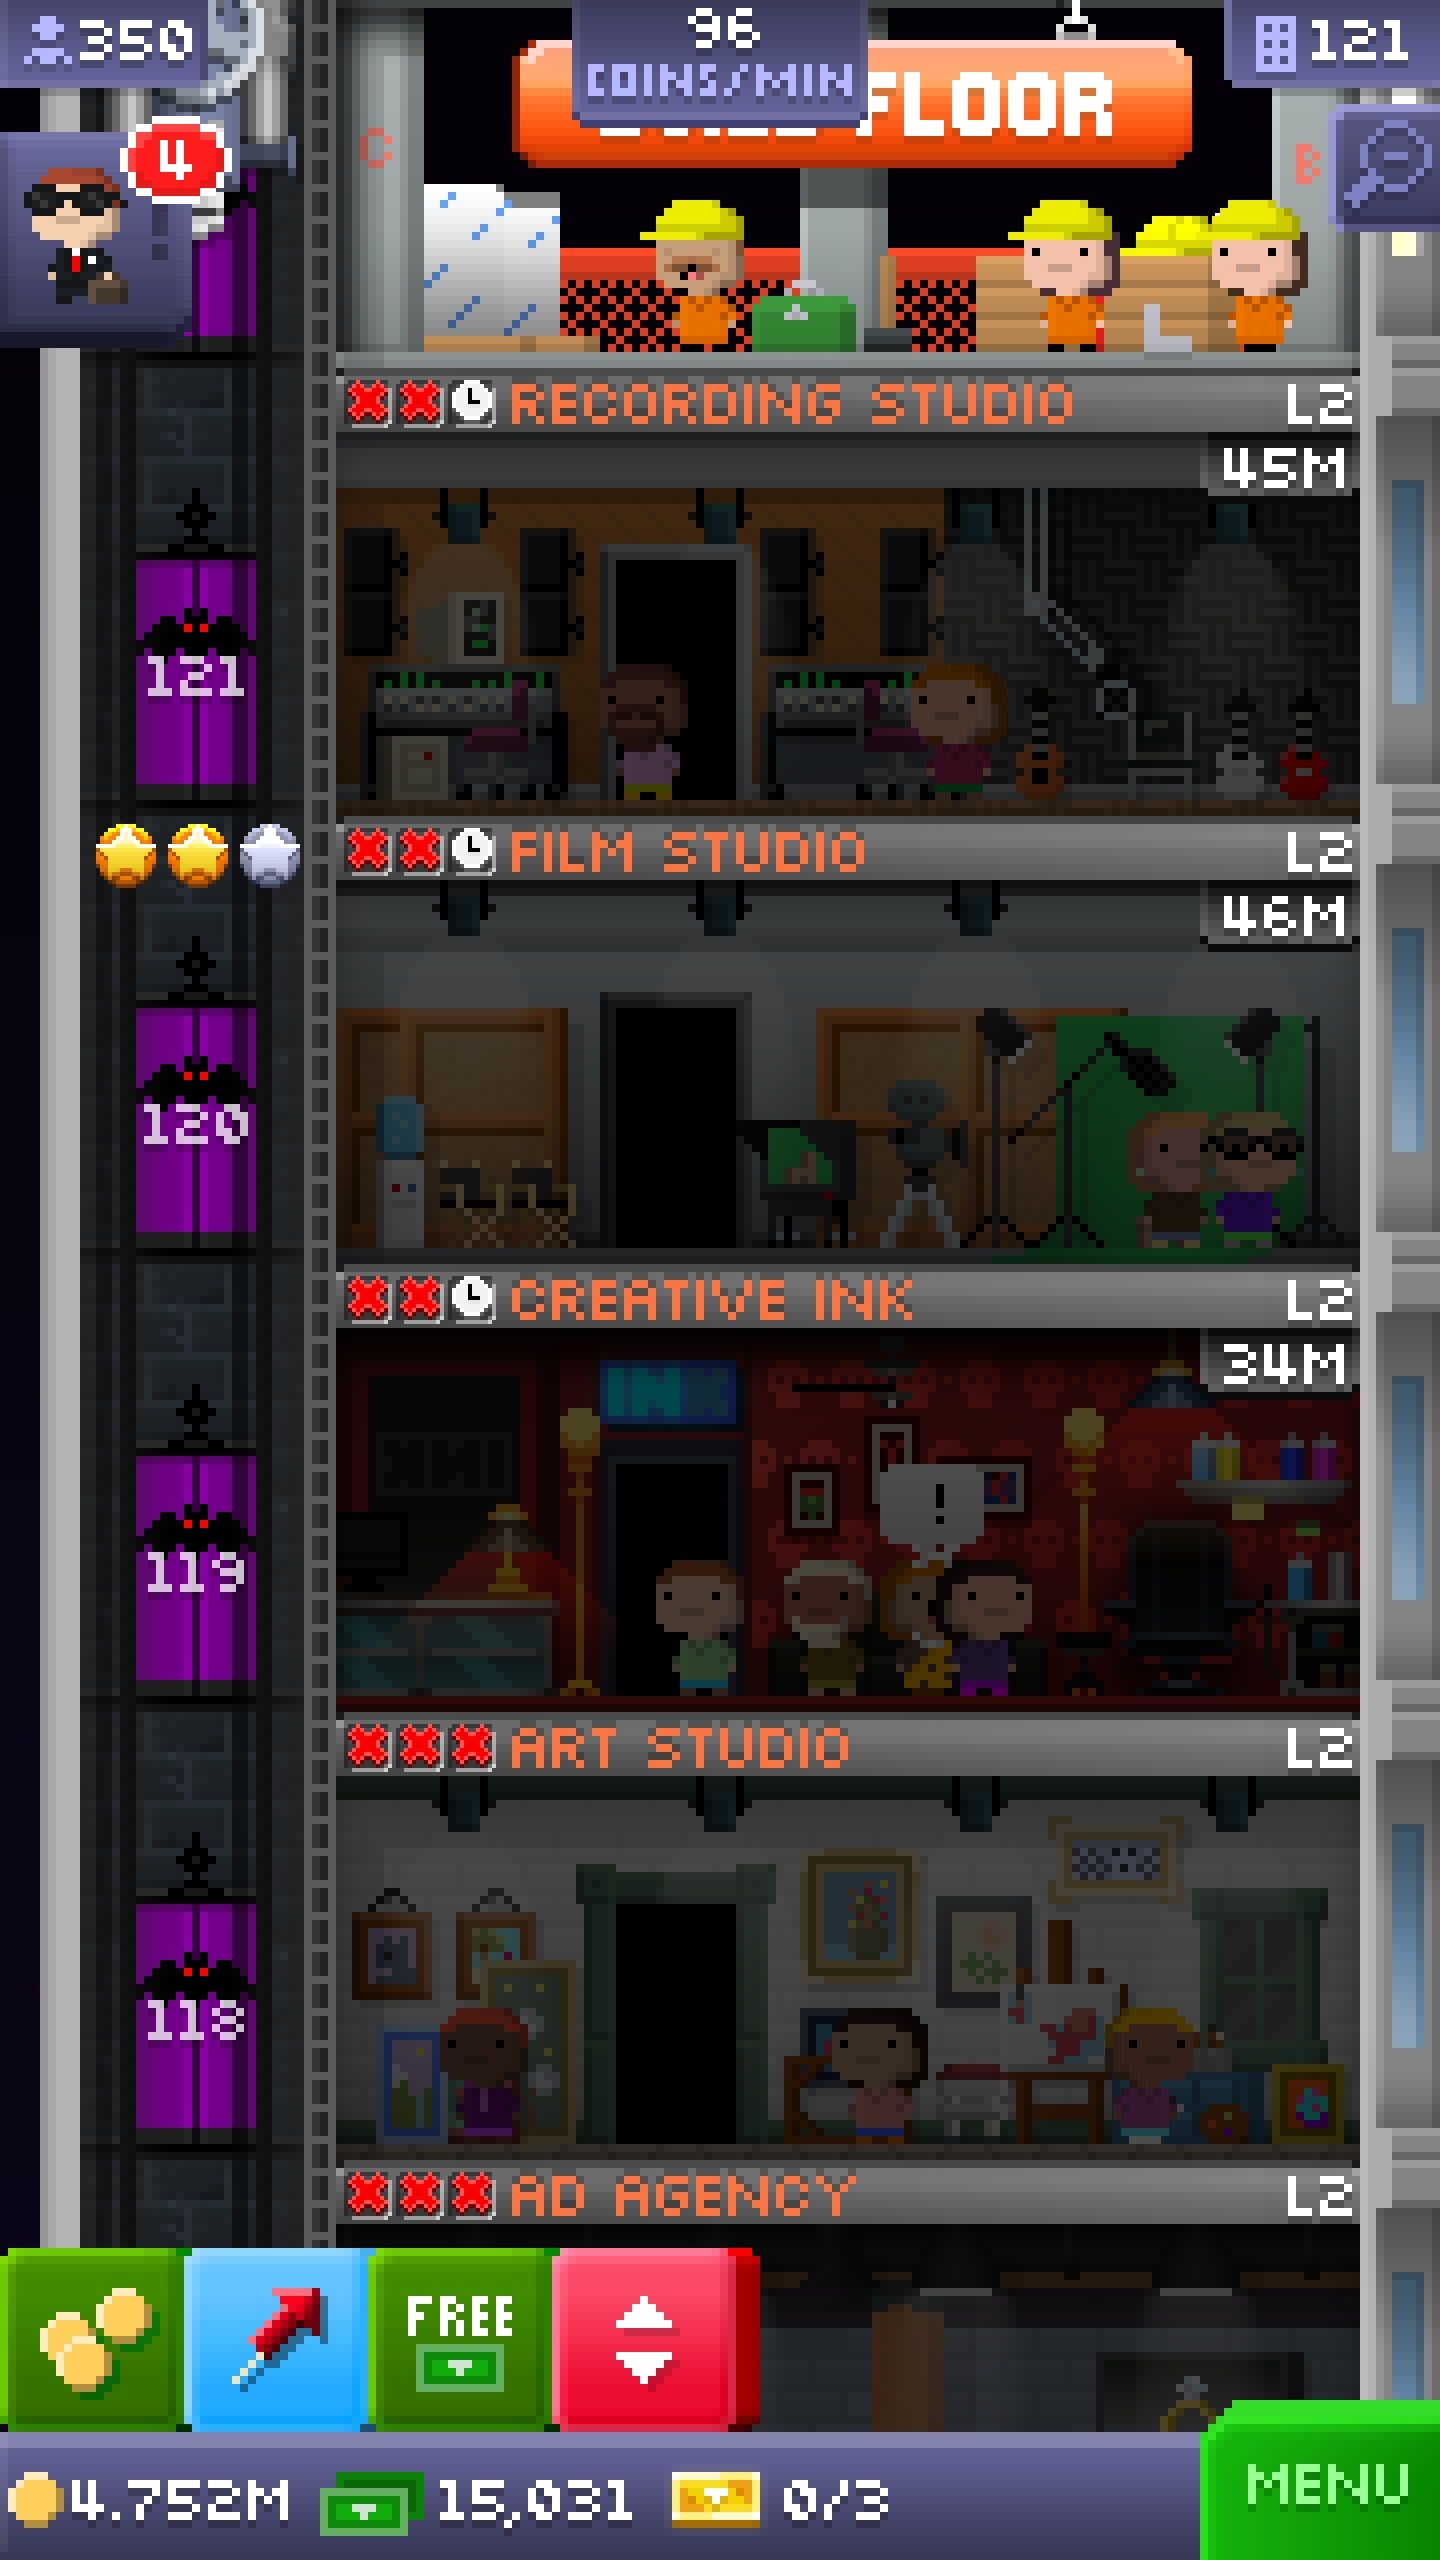 350
96
COINS/MIN
121
4
FLOOR
C
B
RECORDING STUDIO L2
45M
121
FILM STUDIO L2
46M
120
CREATIVE INK L2
34M
INK
!
119
ART STUDIO L2
118
AD AGENCY L2
FREE
4.752M 15,031 0/3
MENU